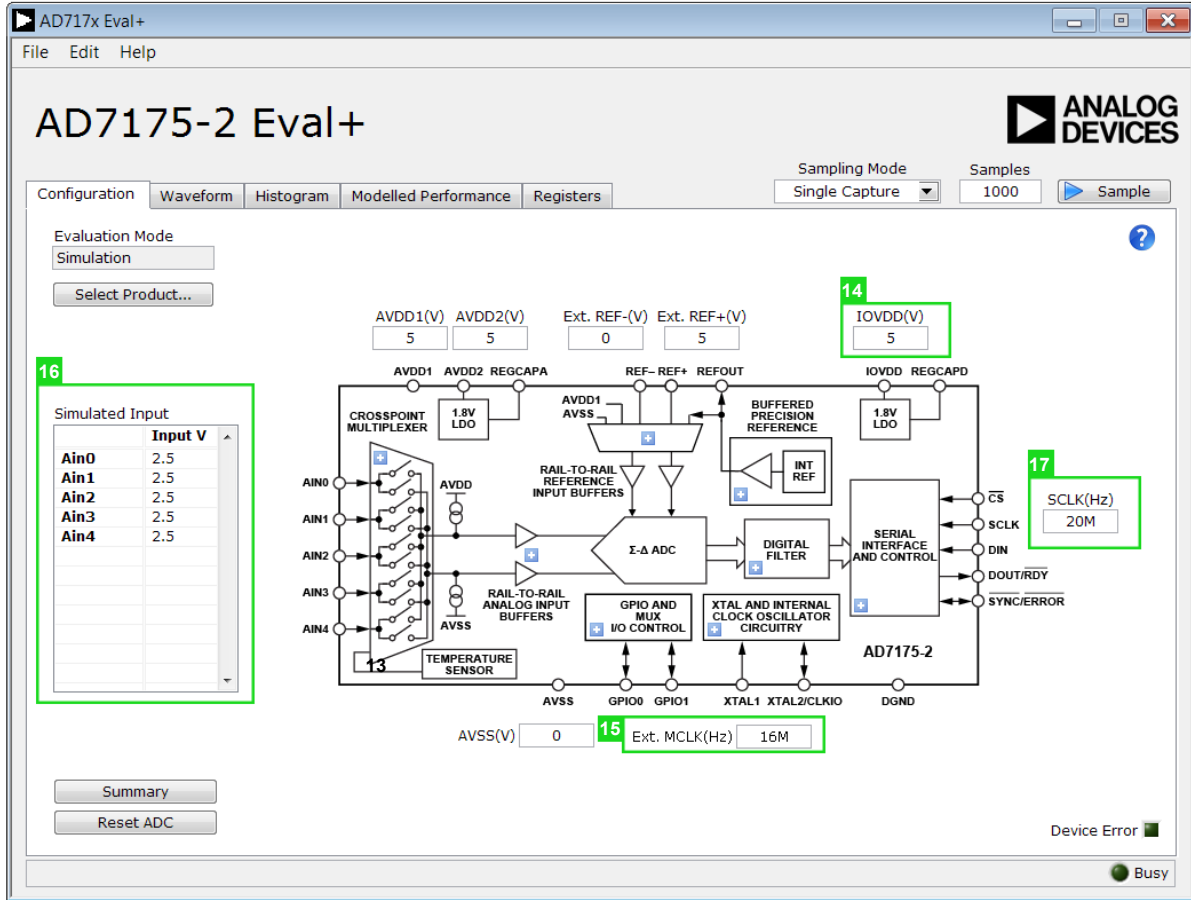 AD717x Eval+
File Edit Help
AD7175-2 Eval+
ANALOG
DEVICES
Sampling Mode
Samples
Configuration
Waveform
Histogram
Modelled Performance
Registers
Single Capture
1000
Sample
Evaluation Mode
Simulation
Select Product...
14
AVDD1(V)
AVDD2(V)
Ext. REF-(V)
Ext. REF+(V)
IOVDD(V)
5
5
0
5
5
16
AVDD1
AVDD2
REGCAPA
REF–
REF+
REFOUT
IOVDD
REGCAPD
Simulated Input
Input V
Ain0 2.5
Ain1 2.5
Ain2 2.5
Ain3 2.5
Ain4 2.5
CROSSPOINT
MULTIPLEXER
1.8V
LDO
AVDD1
AVSS
BUFFERED
PRECISION
REFERENCE
1.8V
LDO
RAIL-TO-RAIL
REFERENCE
INPUT BUFFERS
INT
REF
17
SCLK(Hz)
20M
AIN0
AIN1
AIN2
AIN3
AIN4
AVDD
AVSS
Σ-Δ ADC
DIGITAL
FILTER
SERIAL
INTERFACE
AND CONTROL
CS
SCLK
DIN
DOUT/RDY
SYNC/ERROR
RAIL-TO-RAIL
ANALOG INPUT
BUFFERS
GPIO AND
MUX
I/O CONTROL
XTAL AND INTERNAL
CLOCK OSCILLATOR
CIRCUITRY
AD7175-2
13
TEMPERATURE
SENSOR
AVSS
GPIO0
GPIO1
XTAL1
XTAL2/CLKIO
DGND
AVSS(V) 0
15
Ext. MCLK(Hz) 16M
Summary
Reset ADC
Device Error
Busy